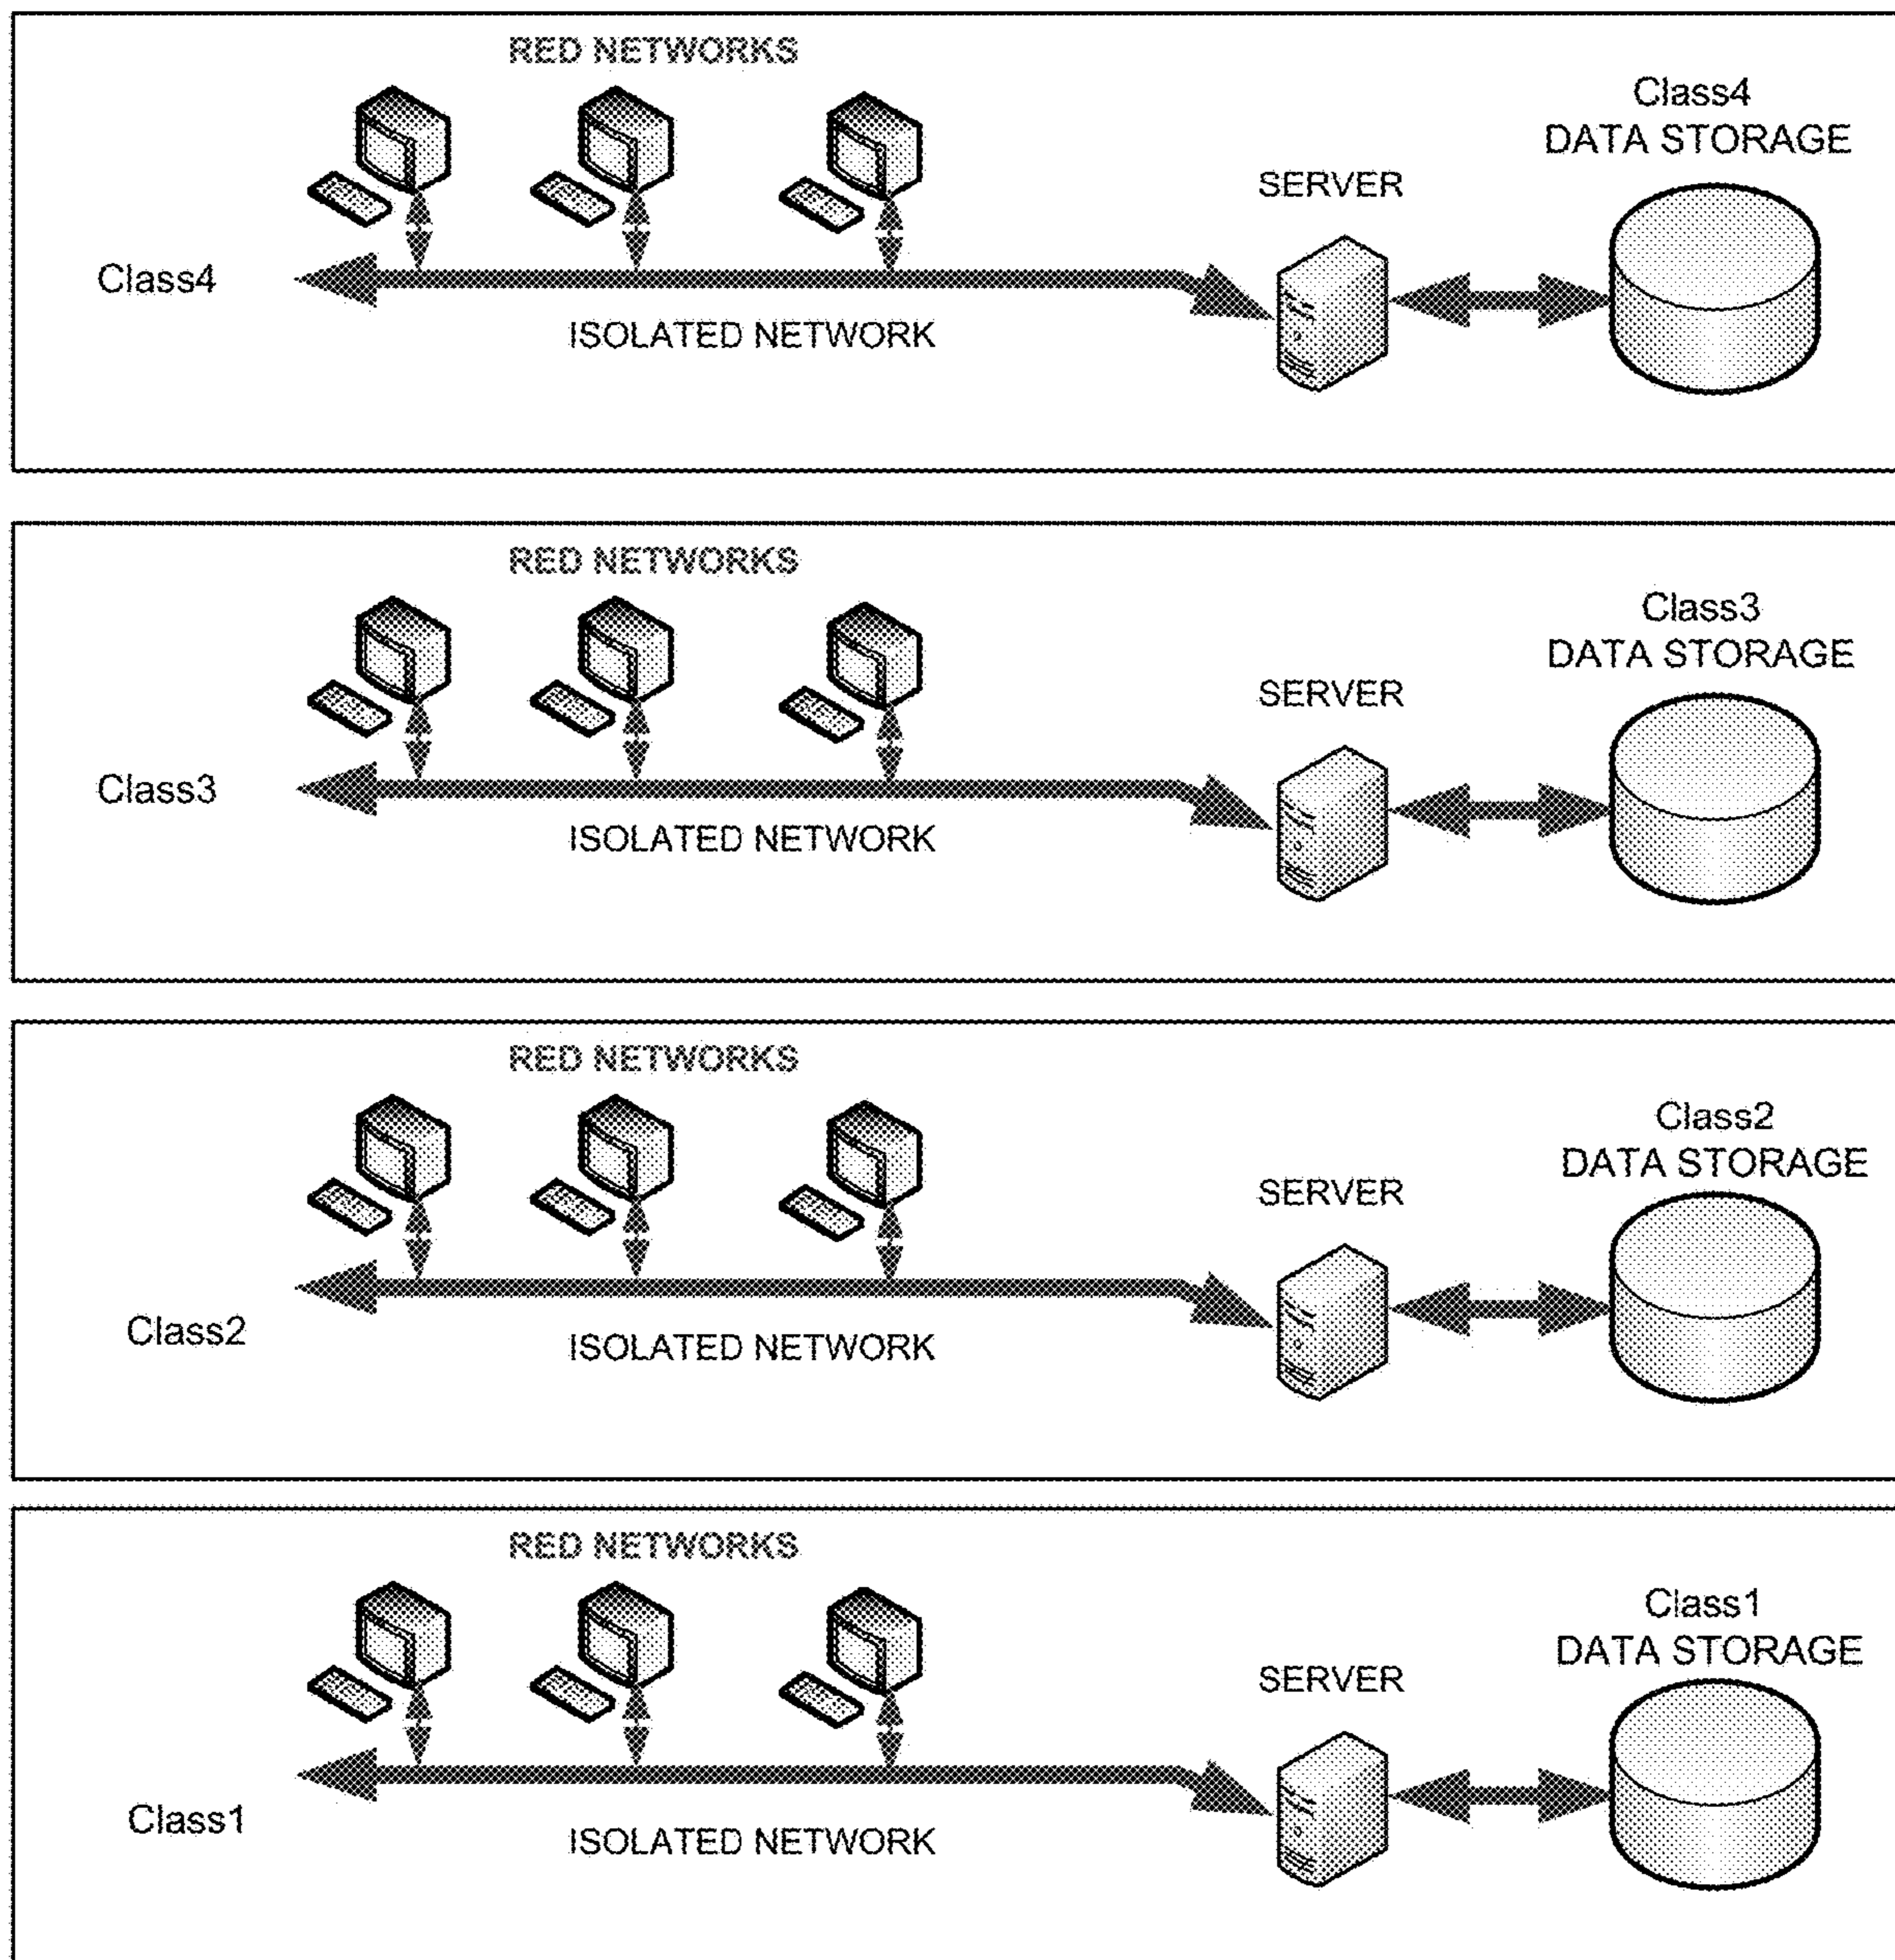 RED NETWORKS
Class4
DATA STORAGE
SERVER
Class4
ISOLATED NETWORK
RED NETWORKS
Class3
DATA STORAGE
SERVER
Class3
ISOLATED NETWORK
RED NETWORKS
Class2
DATA STORAGE
SERVER
Class2
ISOLATED NETWORK
RED NETWORKS
Class1
DATA STORAGE
SERVER
Class1
ISOLATED NETWORK